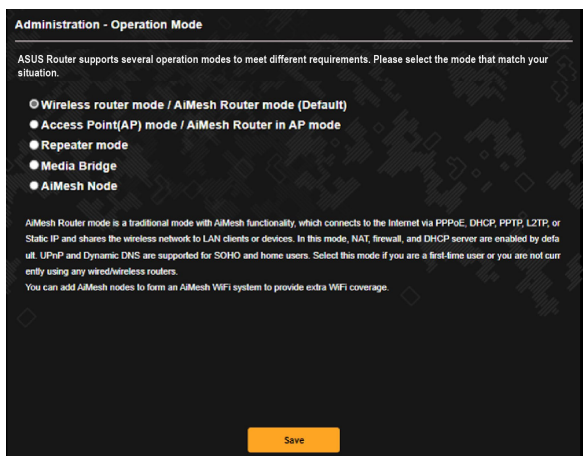 Administration - Operation Mode
ASUS Router supports several operation modes to meet different requirements. Please select the mode that match your
situation.
Wireless router mode / AiMesh Router mode (Default)
Access Point(AP) mode / AiMesh Router in AP mode
Repeater mode
Media Bridge
AiMesh Node
AiMesh Router mode is a traditional mode with AiMesh functionality, which connects to the Internet via PPPoE, DHCP, PPTP, L2TP, or
Static IP and shares the wireless network to LAN clients or devices. In this mode, NAT, firewall, and DHCP server are enabled by defa
ult. UPnP and Dynamic DNS are supported for SOHO and home users. Select this mode if you are a first-time user or you are not curr
ently using any wired/wireless routers.
You can add AiMesh nodes to form an AiMesh WiFi system to provide extra WiFi coverage.
Save